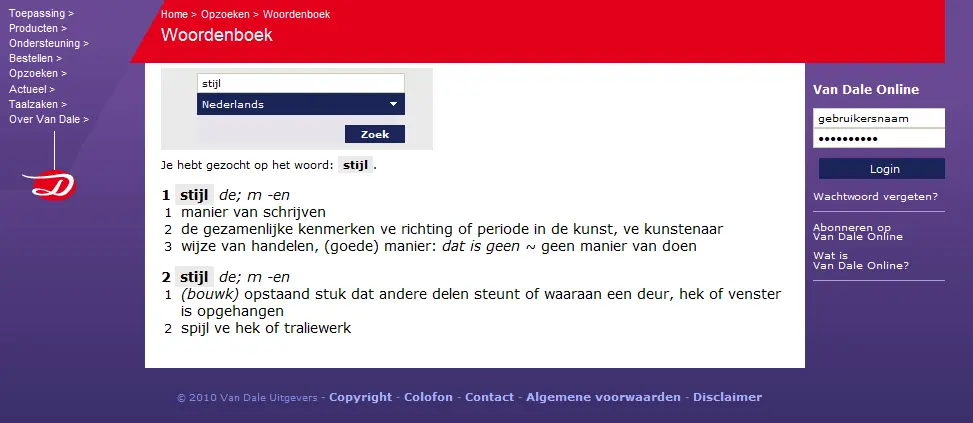 Toepassing >
Producten >
Ondersteuning >
Bestellen >
Opzoeken >
Actueel >
Taalzaken >
Over Van Dale >
Home > Opzoeken > Woordenboek
Woordenboek
stijl
Nederlands
Zoek
Je hebt gezocht op het woord: stijl.
1 stijl de; m -en
1 manier van schrijven
2 de gezamenlijke kenmerken ve richting of periode in de kunst, ve kunstenaar
3 wijze van handelen, (goede) manier: dat is geen ~ geen manier van doen
2 stijl de; m -en
1 (bouwk) opstaand stuk dat andere delen steunt of waaraan een deur, hek of venster
is opgehangen
2 spijl ve hek of traliewerk
Van Dale Online
gebruikersnaam
••••••••••
Login
Wachtwoord vergeten?
Abonneren op
Van Dale Online
Wat is
Van Dale Online?
© 2010 Van Dale Uitgevers - Copyright - Colofon - Contact - Algemene voorwaarden - Disclaimer